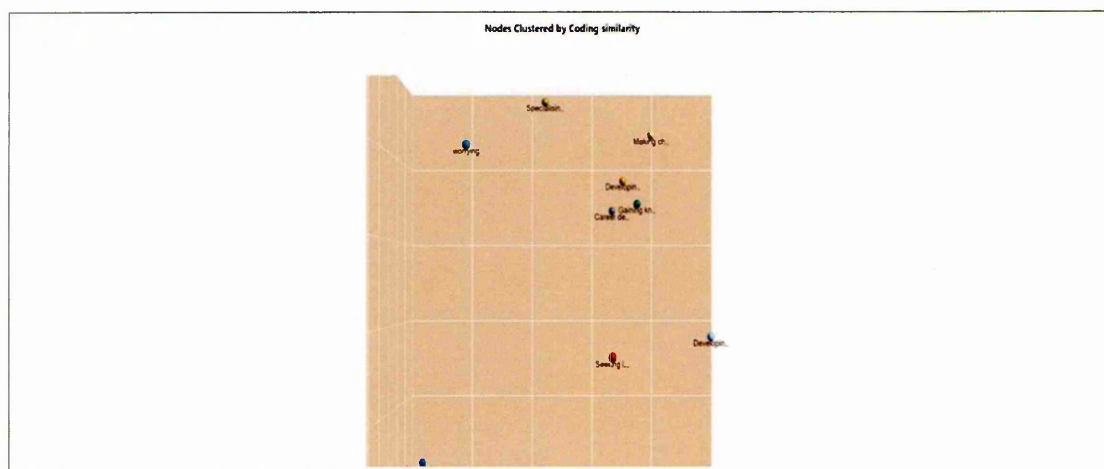 Nodes Clustered by Coding similarity
Specialisin..
worrying
Making ch..
Developin..
Gaining kn..
Career de..
Developin..
Seeking i...